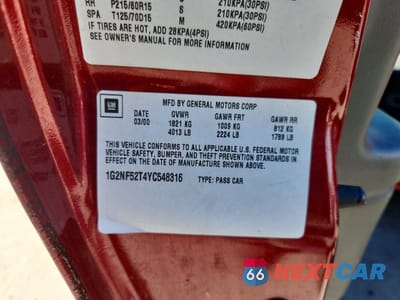 RR P215/60R15 S 210KPA(30PSI)
SPA T125/70D15 M 420KPA(60PSI)
IF TIRES ARE HOT, ADD 28KPA(4PSI)
SEE OWNER'S MANUAL FOR MORE
GM
MFD BY GENERAL MOTORS CORP
DATE GVWR GAWR FRT GAWR RR
03/00 1821 KG 1009 KG 812 KG
4013 LB 2224 LB 1789 LB
THIS VEHICLE CONFORMS TO ALL APPLICABLE U.S. FEDERAL MOTOR
VEHICLE SAFETY, BUMPER, AND THEFT PREVENTION STANDARDS IN
EFFECT ON THE DATE OF MANUFACTURE SHOWN ABOVE.
1G2NF52T4YC548316 TYPE: PASS CAR
66 NEXTCAR